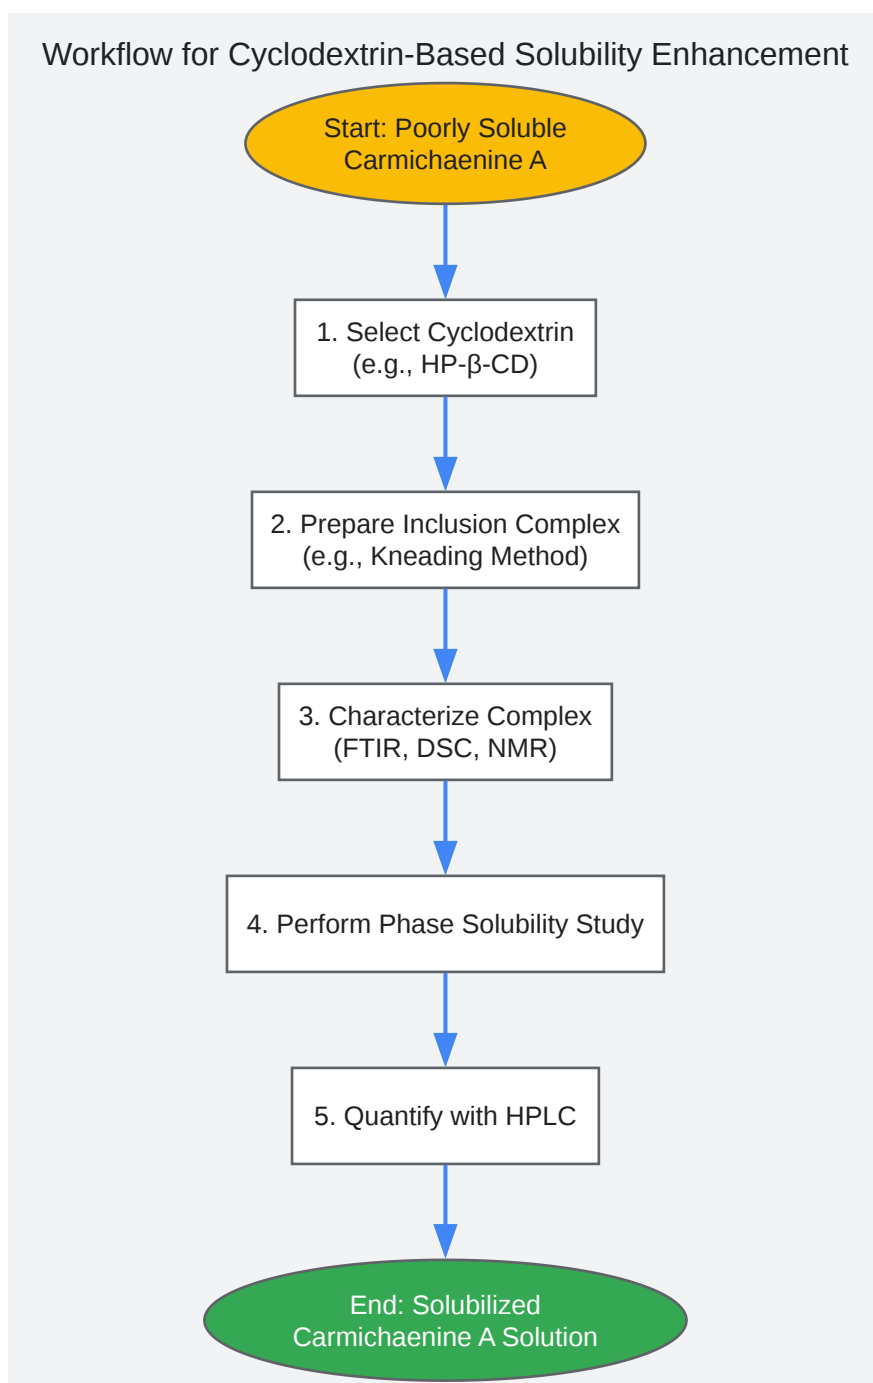 Workflow for Cyclodextrin-Based Solubility Enhancement
Start: Poorly Soluble
Carmichaenine A
1. Select Cyclodextrin
(e.g., HP-β-CD)
2. Prepare Inclusion Complex
(e.g., Kneading Method)
3. Characterize Complex
(FTIR, DSC, NMR)
4. Perform Phase Solubility Study
5. Quantify with HPLC
End: Solubilized
Carmichaenine A Solution